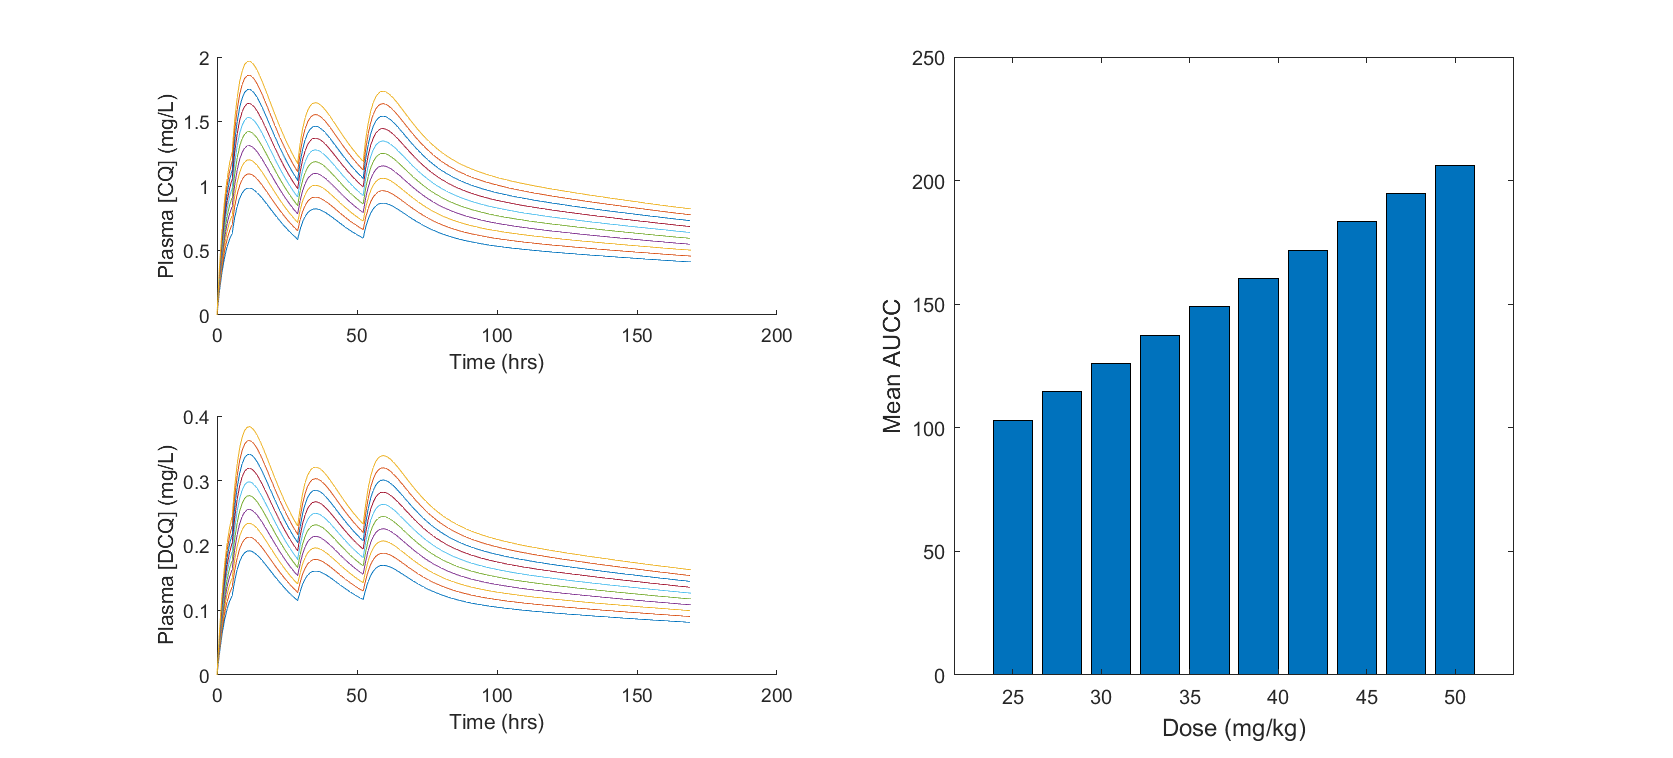 2
1.5
1
0.5
0
Plasma [CQ] (mg/L)
0 50 100 150 200
Time (hrs)
0.4
0.3
0.2
0.1
0
Plasma [DCQ] (mg/L)
0 50 100 150 200
Time (hrs)
250
200
150
100
50
0
Mean AUCC
25 30 35 40 45 50
Dose (mg/kg)